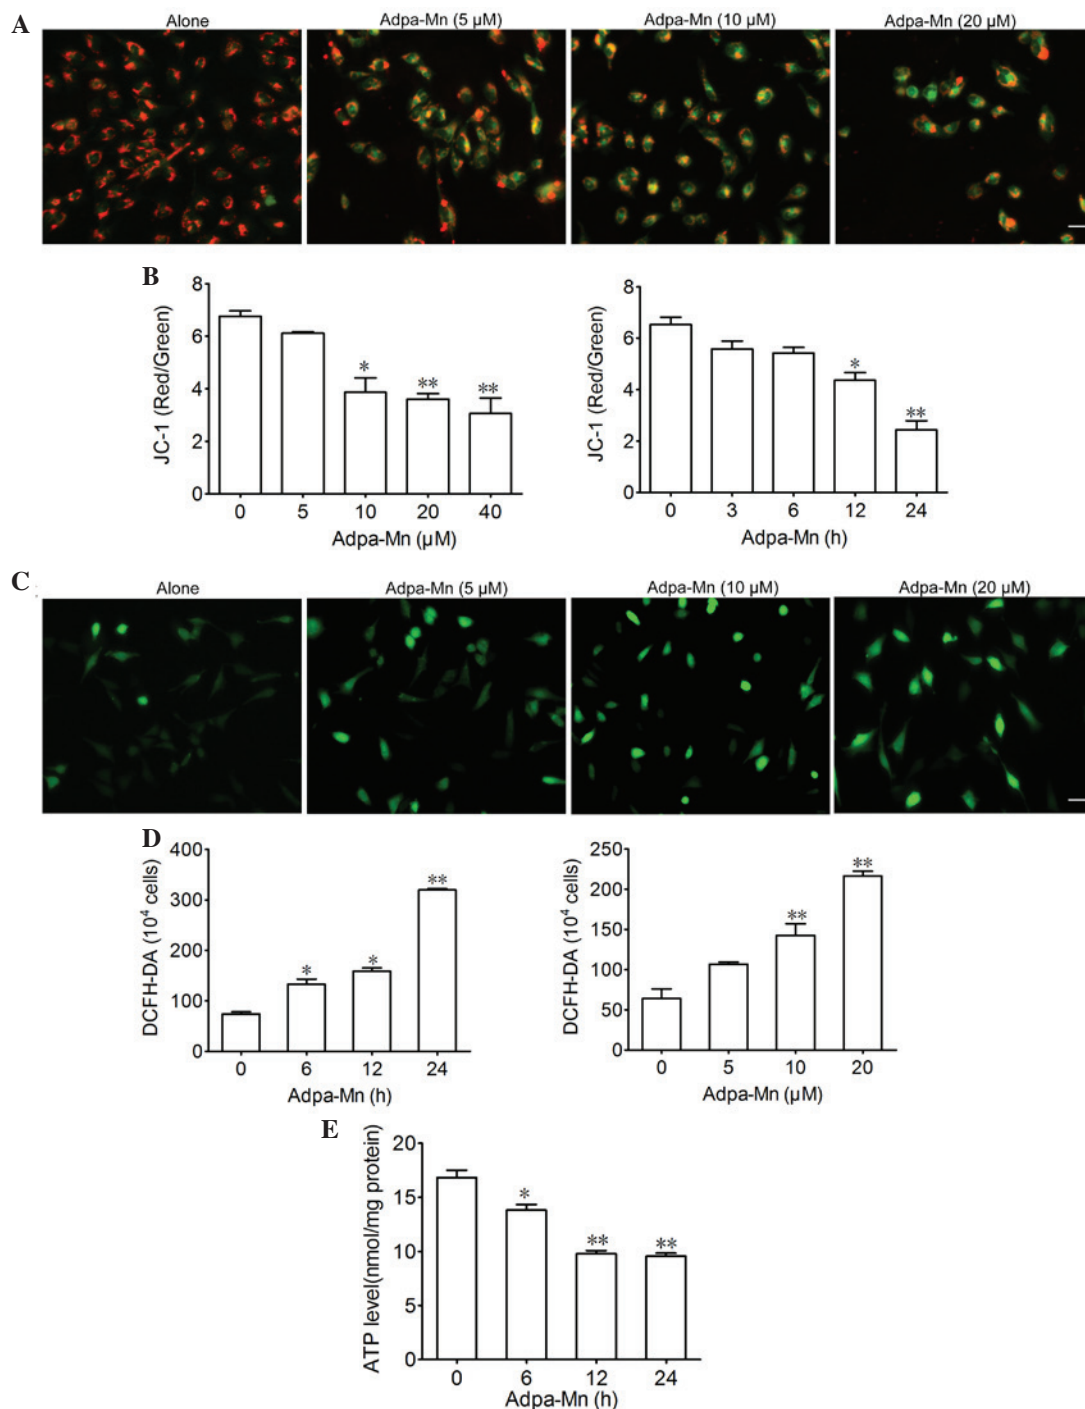 A
Alone
Adpa-Mn (5 µM)
Adpa-Mn (10 µM)
Adpa-Mn (20 µM)
B
JC-1 (Red/Green)
8
6
4
2
0
*
**
**
0 5 10 20 40
Adpa-Mn (µM)
JC-1 (Red/Green)
8
6
4
2
0
*
**
0 3 6 12 24
Adpa-Mn (h)
C
Alone
Adpa-Mn (5 µM)
Adpa-Mn (10 µM)
Adpa-Mn (20 µM)
D
DCFH-DA (10⁴ cells)
400
300
200
100
0
*
*
**
0 6 12 24
Adpa-Mn (h)
DCFH-DA (10⁴ cells)
250
200
150
100
50
0
**
**
0 5 10 20
Adpa-Mn (µM)
E
ATP level(nmol/mg protein)
20
15
10
5
0
*
**
**
0 6 12 24
Adpa-Mn (h)